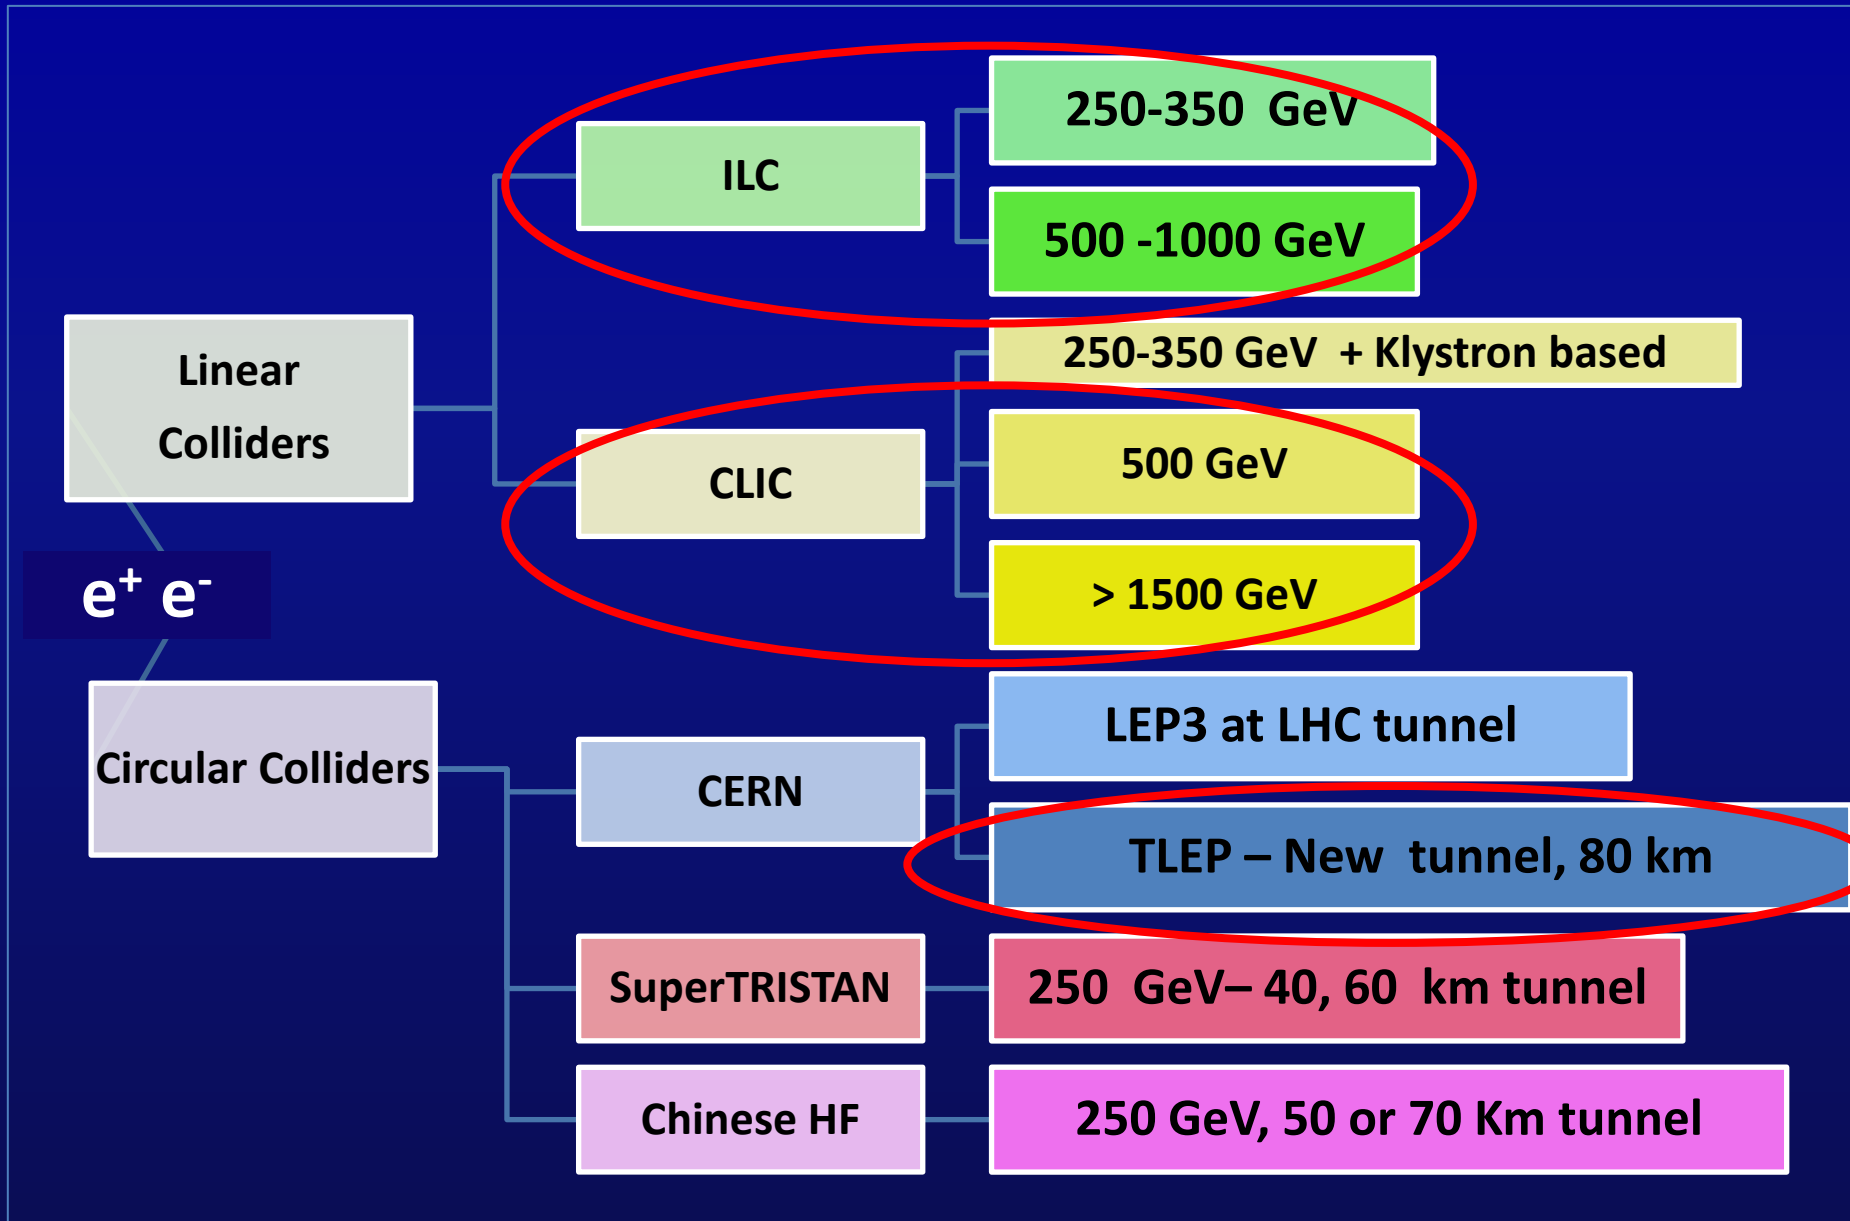 250-350 GeV
ILC
500 -1000 GeV
Linear
Colliders
250-350 GeV + Klystron based
CLIC
500 GeV
> 1500 GeV
e⁺ e⁻
Circular Colliders
CERN
LEP3 at LHC tunnel
TLEP – New tunnel, 80 km
SuperTRISTAN
250 GeV– 40, 60 km tunnel
Chinese HF
250 GeV, 50 or 70 Km tunnel